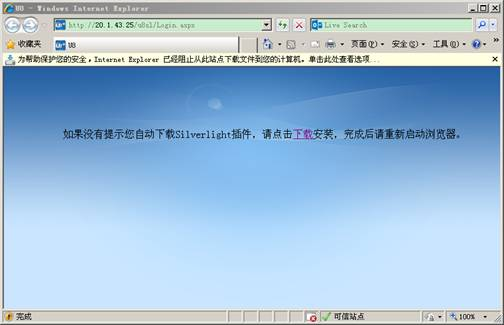 U8 - Windows Internet Explorer
http://20.1.43.25/u8sl/Login.aspx
Live Search
收藏夹
U8
页面(P)
安全(S)
工具(O)
为帮助保护您的安全，Internet Explorer 已经阻止从此站点下载文件到您的计算机。单击此处查看选项...
如果没有提示您自动下载Silverlight插件，请点击下载安装，完成后请重新启动浏览器。
完成
可信站点
100%